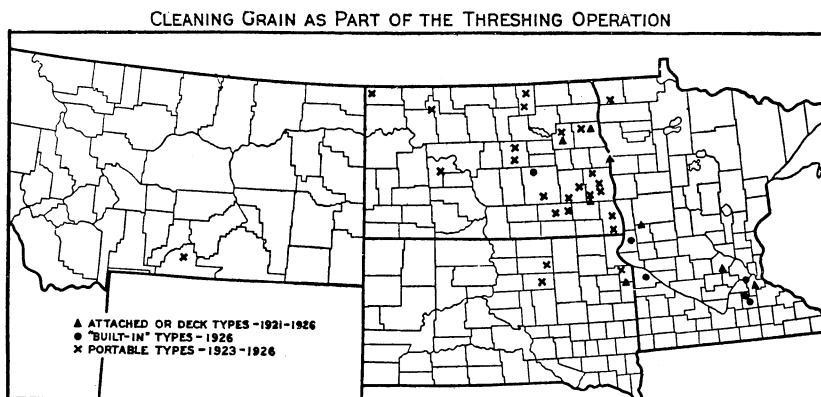 CLEANING GRAIN AS PART OF THE THRESHING OPERATION
▲ ATTACHED OR DECK TYPES -1921-1926
● "BUILT-IN" TYPES - 1926
× PORTABLE TYPES - 1923 - 1926